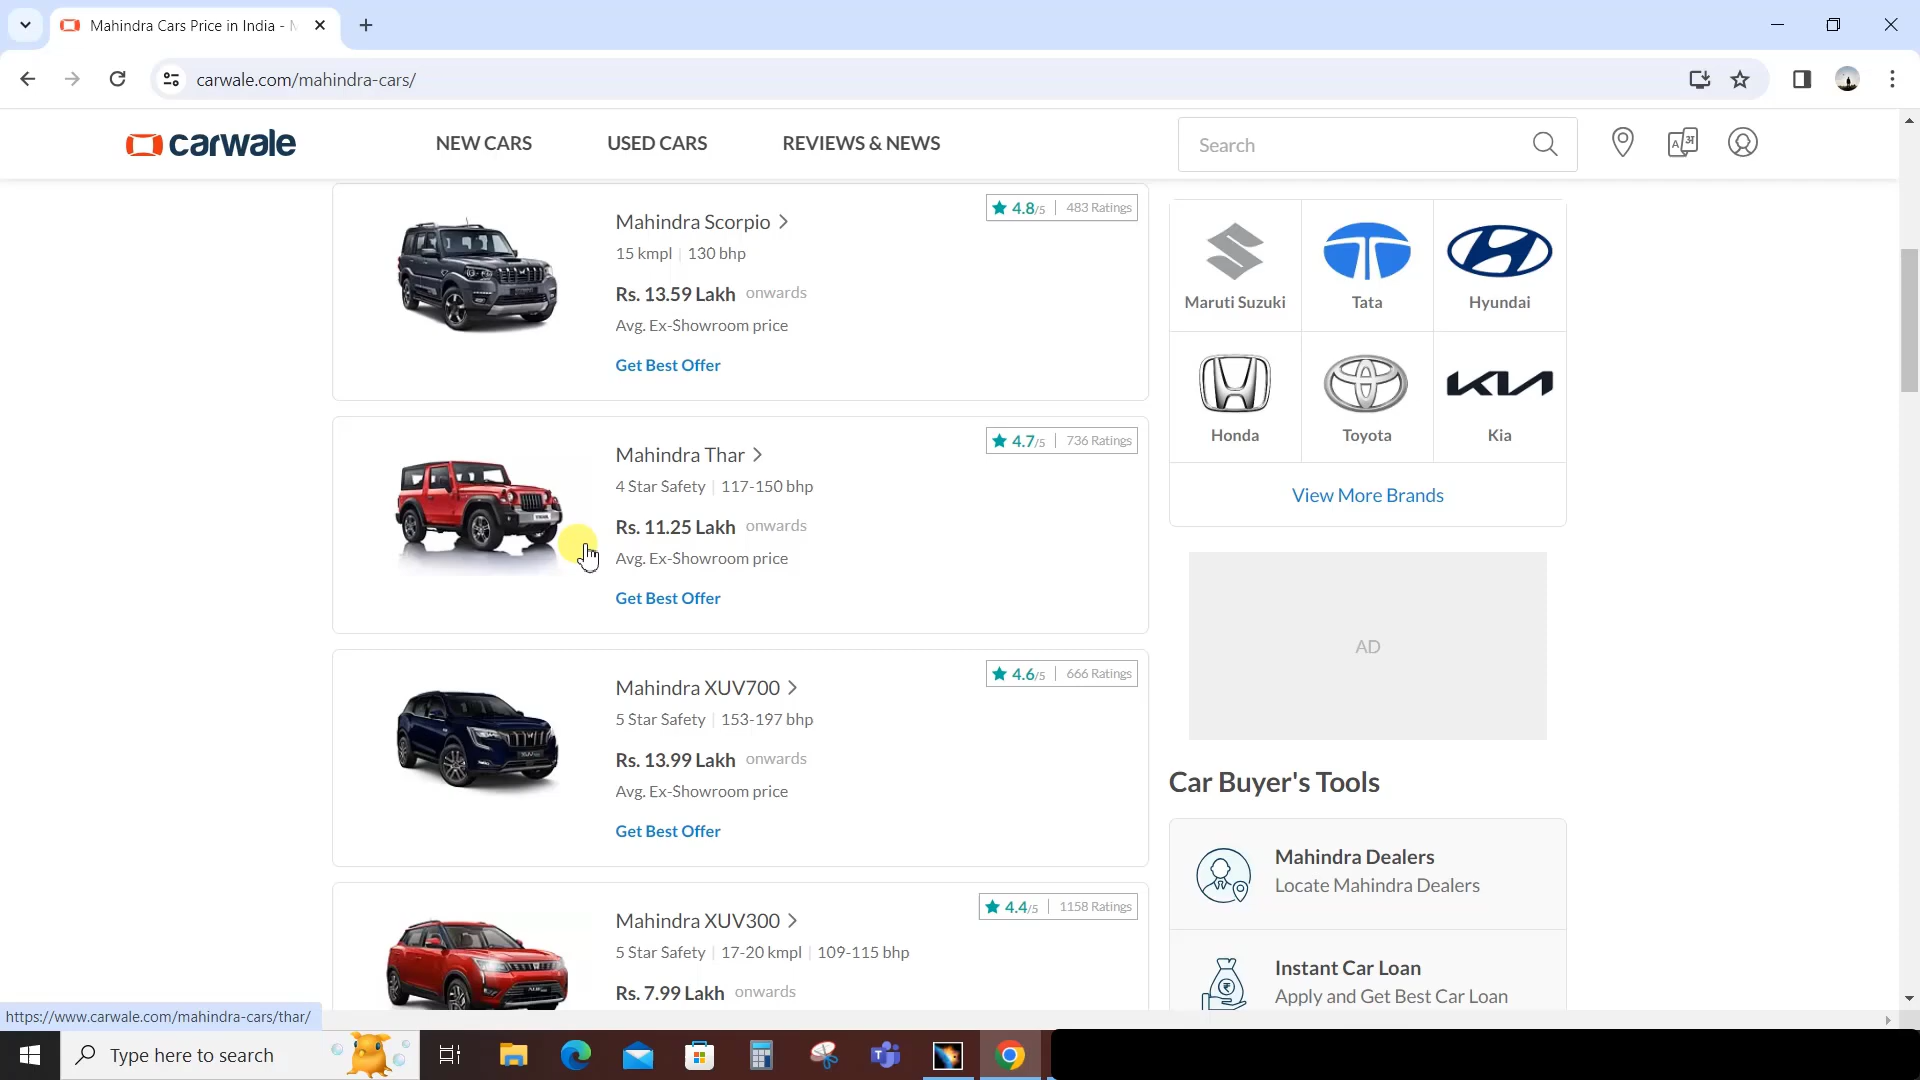 Mahindra Cars Price in India - M
carwale.com/mahindra-cars/
carwale
NEW CARS
USED CARS
REVIEWS & NEWS
Search
Mahindra Scorpio
4.8/5 | 483 Ratings
15 kmpl | 130 bhp
Rs. 13.59 Lakh onwards
Avg. Ex-Showroom price
Get Best Offer
Mahindra Thar
4.7/5 | 736 Ratings
4 Star Safety | 117-150 bhp
Rs. 11.25 Lakh onwards
Avg. Ex-Showroom price
Get Best Offer
Mahindra XUV700
4.6/5 | 666 Ratings
5 Star Safety | 153-197 bhp
Rs. 13.99 Lakh onwards
Avg. Ex-Showroom price
Get Best Offer
Mahindra XUV300
4.4/5 | 1158 Ratings
5 Star Safety | 17-20 kmpl | 109-115 bhp
Rs. 7.99 Lakh onwards
Maruti Suzuki
Tata
Hyundai
Honda
Toyota
Kia
View More Brands
AD
Car Buyer's Tools
Mahindra Dealers
Locate Mahindra Dealers
Instant Car Loan
Apply and Get Best Car Loan
https://www.carwale.com/mahindra-cars/thar/
Type here to search